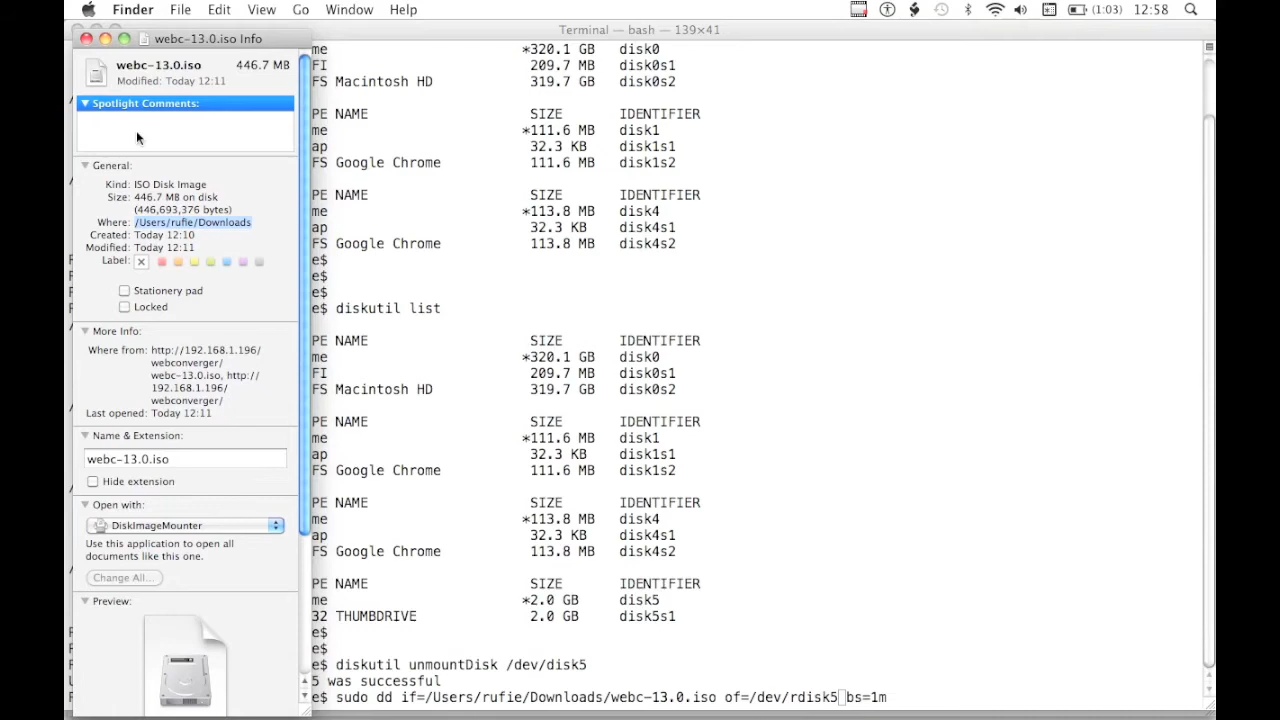 Finder File Edit View Go Window Help (1:03) 12:58
Terminal — bash — 139×41
webc-13.0.iso Info
webc-13.0.iso 446.7 MB
Modified: Today 12:11
Spotlight Comments:
General:
Kind: ISO Disk Image
Size: 446.7 MB on disk
(446,693,376 bytes)
Where: /Users/rufie/Downloads
Created: Today 12:10
Modified: Today 12:11
Label:
Stationery pad
Locked
More Info:
Where from: http://192.168.1.196/
webconverger/
webc-13.0.iso, http://
192.168.1.196/
webconverger/
Last opened: Today 12:11
Name & Extension:
webc-13.0.iso
Hide extension
Open with:
DiskImageMounter
Use this application to open all
documents like this one.
Change All...
Preview:
me *320.1 GB disk0
FI 209.7 MB disk0s1
FS Macintosh HD 319.7 GB disk0s2
PE NAME SIZE IDENTIFIER
me *111.6 MB disk1
ap 32.3 KB disk1s1
FS Google Chrome 111.6 MB disk1s2
PE NAME SIZE IDENTIFIER
me *113.8 MB disk4
ap 32.3 KB disk4s1
FS Google Chrome 113.8 MB disk4s2
e$
e$
e$
e$ diskutil list
PE NAME SIZE IDENTIFIER
me *320.1 GB disk0
FI 209.7 MB disk0s1
FS Macintosh HD 319.7 GB disk0s2
PE NAME SIZE IDENTIFIER
me *111.6 MB disk1
ap 32.3 KB disk1s1
FS Google Chrome 111.6 MB disk1s2
PE NAME SIZE IDENTIFIER
me *113.8 MB disk4
ap 32.3 KB disk4s1
FS Google Chrome 113.8 MB disk4s2
PE NAME SIZE IDENTIFIER
me *2.0 GB disk5
32 THUMBDRIVE 2.0 GB disk5s1
e$
e$
e$ diskutil unmountDisk /dev/disk5
5 was successful
e$ sudo dd if=/Users/rufie/Downloads/webc-13.0.iso of=/dev/rdisk5 bs=1m